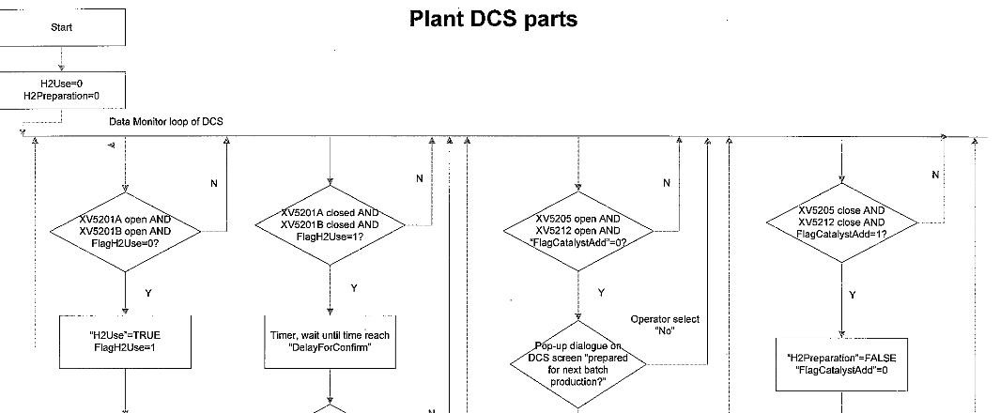 Plant DCS parts
Start
H2Use=0
H2Preparation=0
Data Monitor loop of DCS
N
N
N
N
XV5201A open AND
XV5201B open AND
FlagH2Use=0?
XV5201A closed AND
XV5201B closed AND
FlagH2Use=1?
XV5205 open AND
XV5212 open AND
"FlagCatalystAdd"=0?
XV5205 close AND
XV5212 close AND
FlagCatalystAdd=1?
Y
Y
Y
Y
"H2Use"=TRUE
FlagH2Use=1
Timer, wait until time reach
"DelayForConfirm"
Operator select
"No"
Pop-up dialogue on
DCS screen "prepared
for next batch
production?"
"H2Preparation"=FALSE
"FlagCatalystAdd"=0